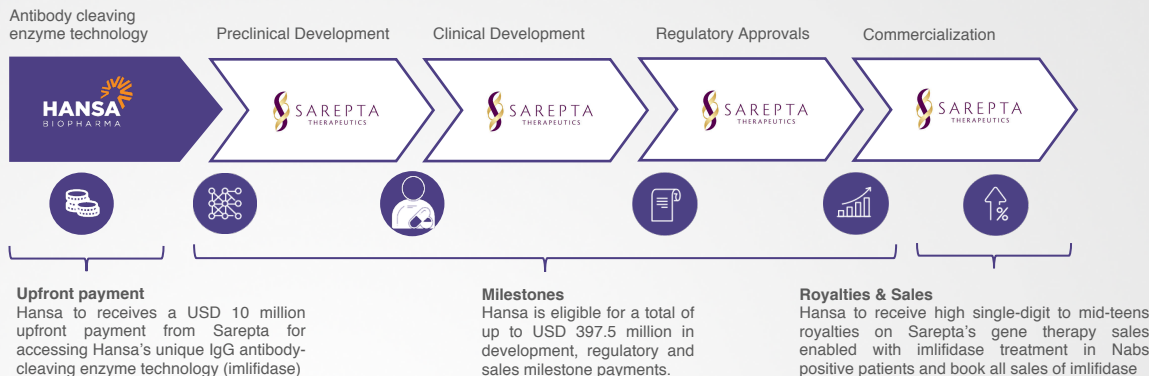 Antibody cleaving
enzyme technology
Preclinical Development
Clinical Development
Regulatory Approvals
Commercialization
HANSA
BIOPHARMA
SAREPTA
THERAPEUTICS
SAREPTA
THERAPEUTICS
SAREPTA
THERAPEUTICS
SAREPTA
THERAPEUTICS
%
Upfront payment
Hansa to receives a USD 10 million
upfront payment from Sarepta for
accessing Hansa's unique IgG antibody-
cleaving enzyme technology (imlifidase)
Milestones
Hansa is eligible for a total of
up to USD 397.5 million in
development, regulatory and
sales milestone payments.
Royalties & Sales
Hansa to receive high single-digit to mid-teens
royalties on Sarepta's gene therapy sales
enabled with imlifidase treatment in Nabs
positive patients and book all sales of imlifidase